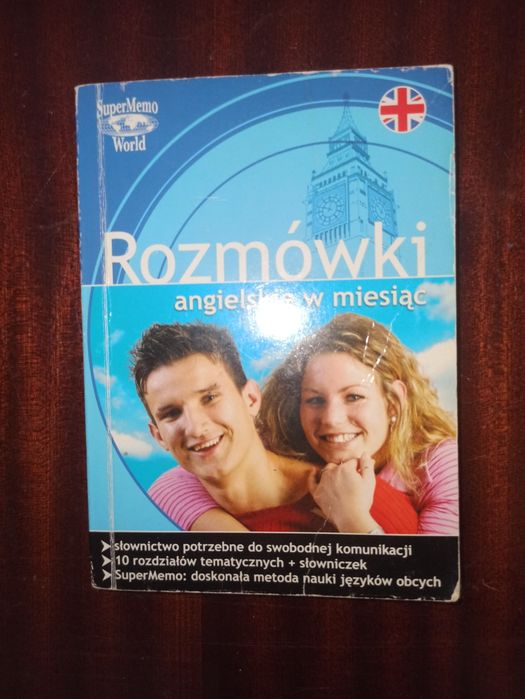 SuperMemo
World
Rozmówki
angielskie w miesiąc
słownictwo potrzebne do swobodnej komunikacji
10 rozdziałów tematycznych + słowniczek
SuperMemo: doskonała metoda nauki języków obcych